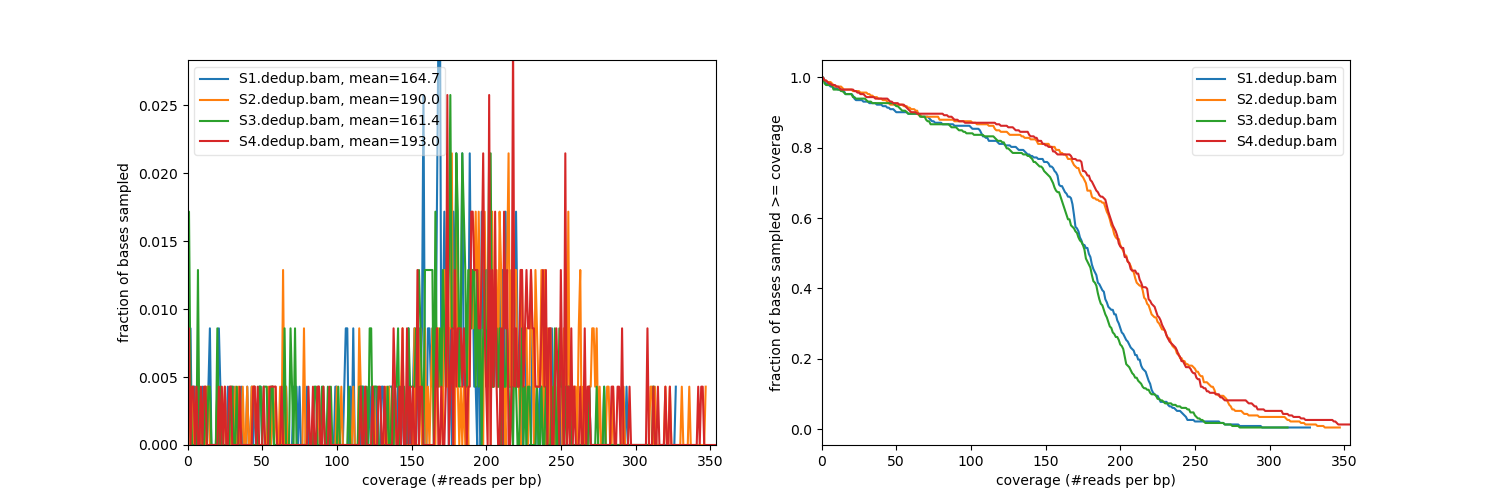 S1.dedup.bam, mean=164.7
S2.dedup.bam, mean=190.0
S3.dedup.bam, mean=161.4
S4.dedup.bam, mean=193.0
fraction of bases sampled
0.025
0.020
0.015
0.010
0.005
0.000
0 50 100 150 200 250 300 350
coverage (#reads per bp)
S1.dedup.bam
S2.dedup.bam
S3.dedup.bam
S4.dedup.bam
fraction of bases sampled >= coverage
1.0
0.8
0.6
0.4
0.2
0.0
0 50 100 150 200 250 300 350
coverage (#reads per bp)